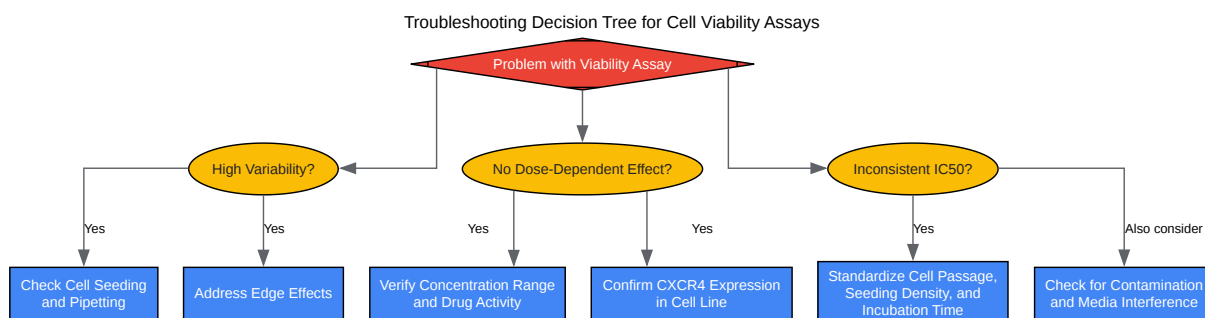 Troubleshooting Decision Tree for Cell Viability Assays
Problem with Viability Assay
High Variability?
No Dose-Dependent Effect?
Inconsistent IC50?
Yes
Yes
Yes
Yes
Yes
Also consider
Check Cell Seeding
and Pipetting
Address Edge Effects
Verify Concentration Range
and Drug Activity
Confirm CXCR4 Expression
in Cell Line
Standardize Cell Passage,
Seeding Density, and
Incubation Time
Check for Contamination
and Media Interference